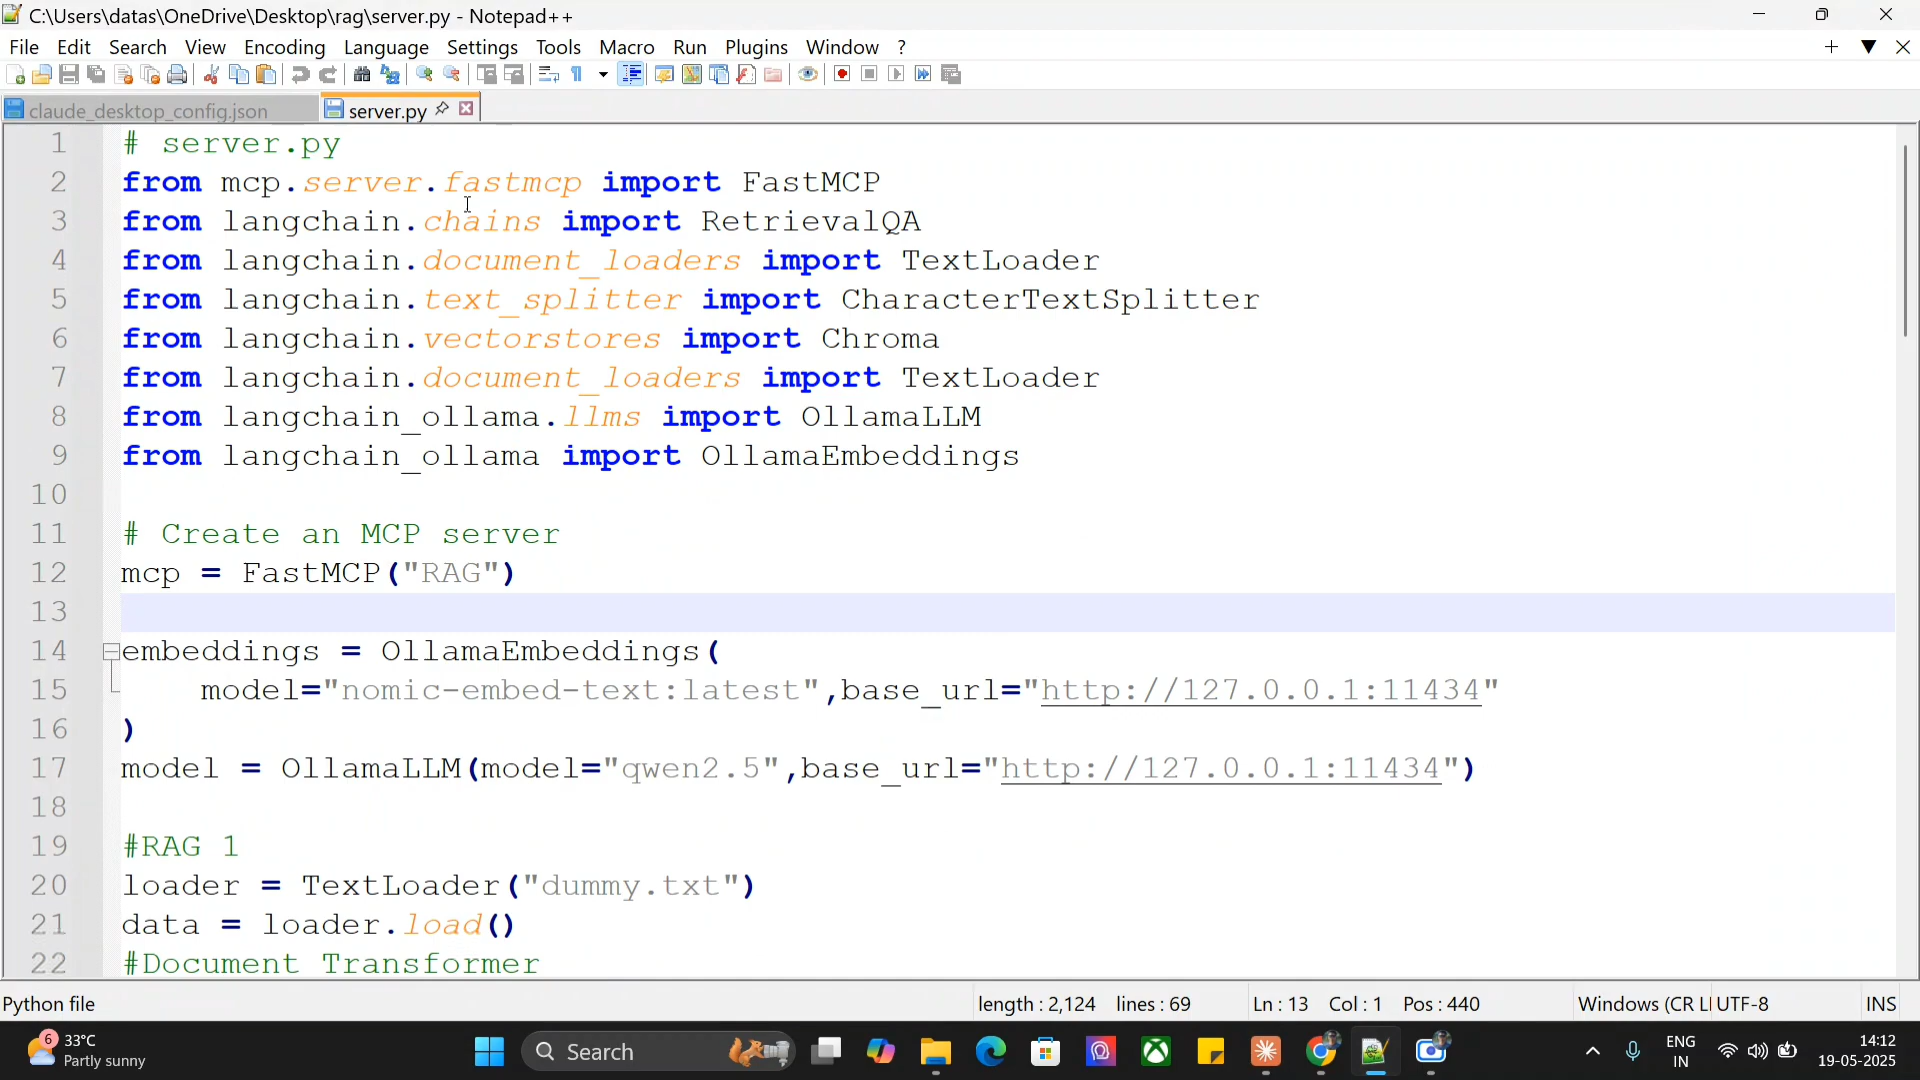 C:\Users\datas\OneDrive\Desktop\rag\server.py - Notepad++
File Edit Search View Encoding Language Settings Tools Macro Run Plugins Window ?
claude_desktop_config.json server.py
1 # server.py
2 from mcp.server.fastmcp import FastMCP
3 from langchain.chains import RetrievalQA
4 from langchain.document_loaders import TextLoader
5 from langchain.text_splitter import CharacterTextSplitter
6 from langchain.vectorstores import Chroma
7 from langchain.document_loaders import TextLoader
8 from langchain_ollama.llms import OllamaLLM
9 from langchain_ollama import OllamaEmbeddings
10
11 # Create an MCP server
12 mcp = FastMCP("RAG")
13
14 embeddings = OllamaEmbeddings(
15 model="nomic-embed-text:latest",base_url="http://127.0.0.1:11434"
16 )
17 model = OllamaLLM(model="qwen2.5",base_url="http://127.0.0.1:11434")
18
19 #RAG 1
20 loader = TextLoader("dummy.txt")
21 data = loader.load()
22 #Document Transformer
Python file length : 2,124 lines : 69 Ln : 13 Col : 1 Pos : 440 Windows (CR LF UTF-8 INS
6 33°C
Partly sunny
Search
ENG
IN
14:12
19-05-2025